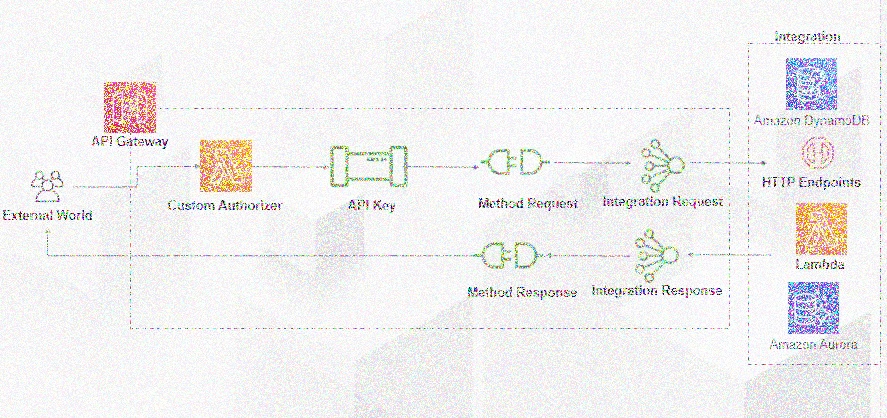 Integration
Amazon DynamoDB
API Gateway
HTTP Endpoints
External World
Custom Authorizer
API Key
Method Request
Integration Request
Lambda
Method Response
Integration Response
Amazon Aurora